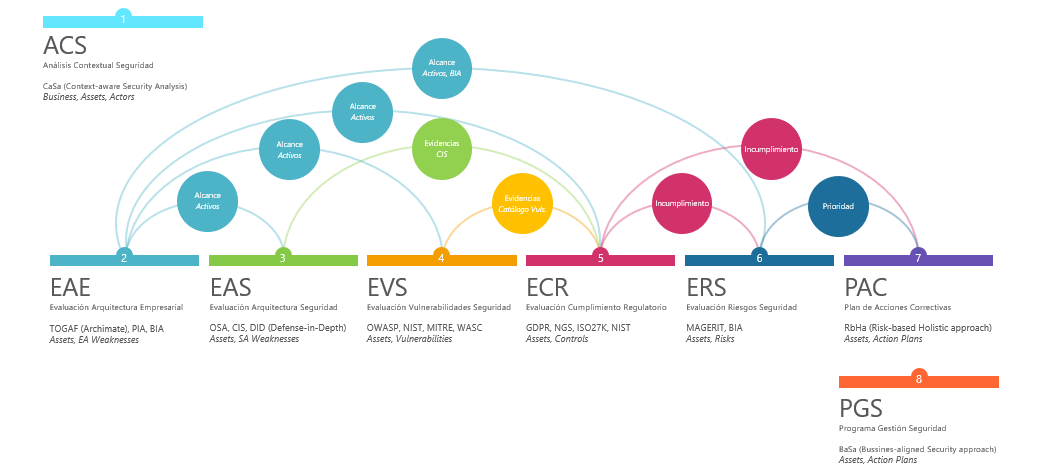 1
ACS
Análisis Contextual Seguridad
CaSa (Context-aware Security Analysis)
Business, Assets, Actors
Alcance
Activos, BIA
Alcance
Activos
Alcance
Activos
Evidencias
CIS
Incumplimiento
Alcance
Activos
Evidencias
Catálogo Vuls.
Incumplimiento
Prioridad
2
EAE
Evaluación Arquitectura Empresarial
TOGAF (Archimate), PIA, BIA
Assets, EA Weaknesses
3
EAS
Evaluación Arquitectura Seguridad
OSA, CIS, DID (Defense-in-Depth)
Assets, SA Weaknesses
4
EVS
Evaluación Vulnerabilidades Seguridad
OWASP, NIST, MITRE, WASC
Assets, Vulnerabilities
5
ECR
Evaluación Cumplimiento Regulatorio
GDPR, NGS, ISO27K, NIST
Assets, Controls
6
ERS
Evaluación Riesgos Seguridad
MAGERIT, BIA
Assets, Risks
7
PAC
Plan de Acciones Correctivas
RbHa (Risk-based Holistic approach)
Assets, Action Plans
8
PGS
Programa Gestión Seguridad
BaSa (Bussines-aligned Security approach)
Assets, Action Plans